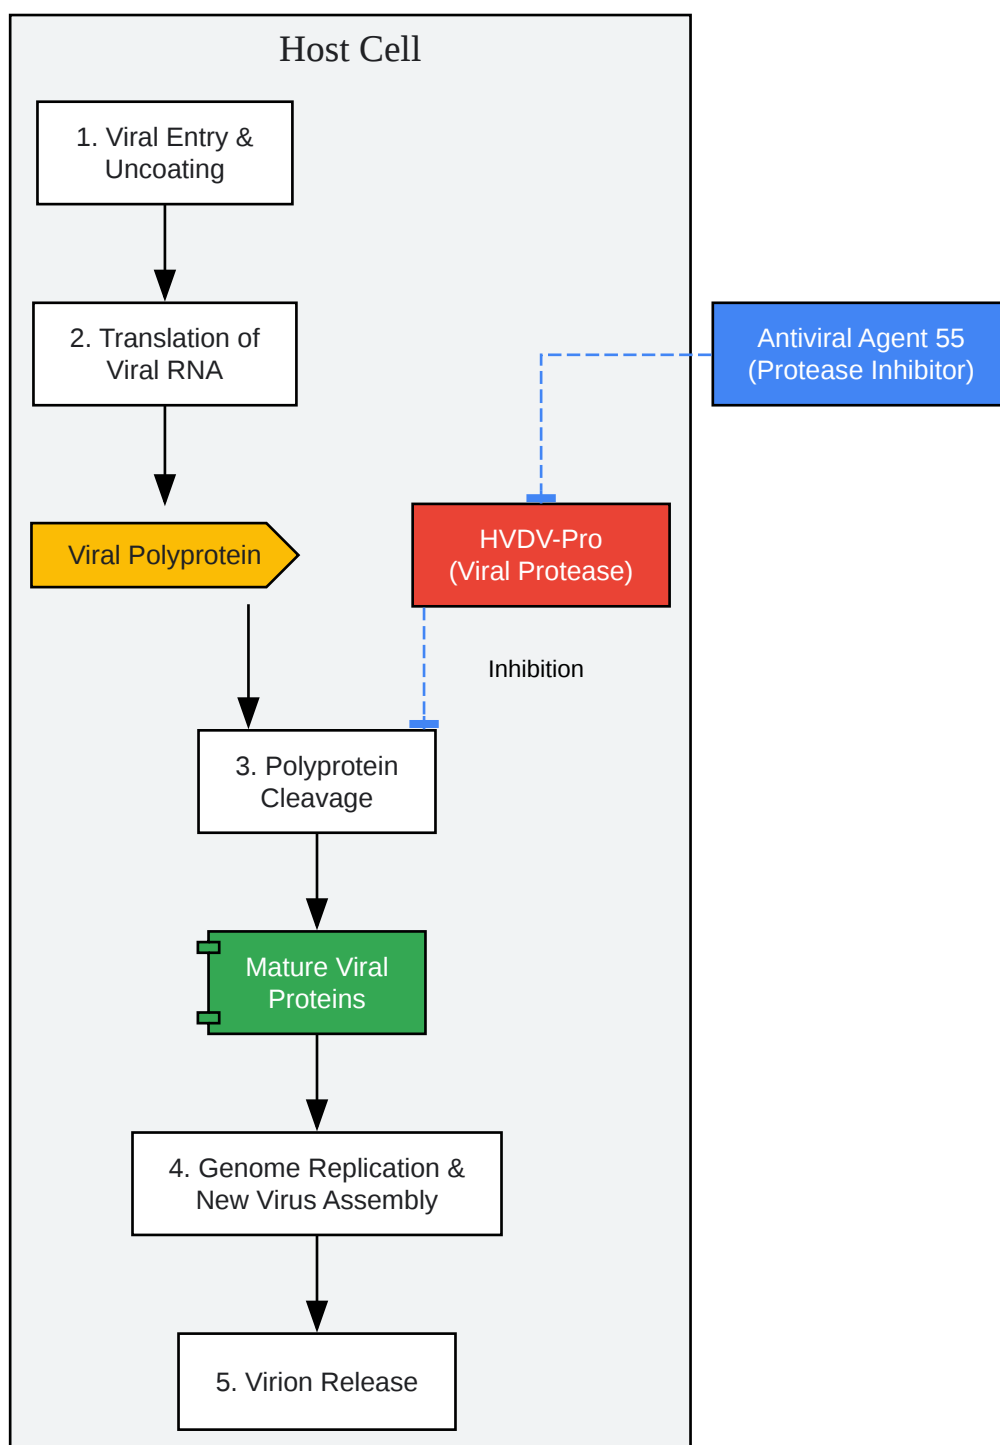 Host Cell
1. Viral Entry &
Uncoating
2. Translation of
Viral RNA
Antiviral Agent 55
(Protease Inhibitor)
Viral Polyprotein
HVDV-Pro
(Viral Protease)
Inhibition
3. Polyprotein
Cleavage
Mature Viral
Proteins
4. Genome Replication &
New Virus Assembly
5. Virion Release